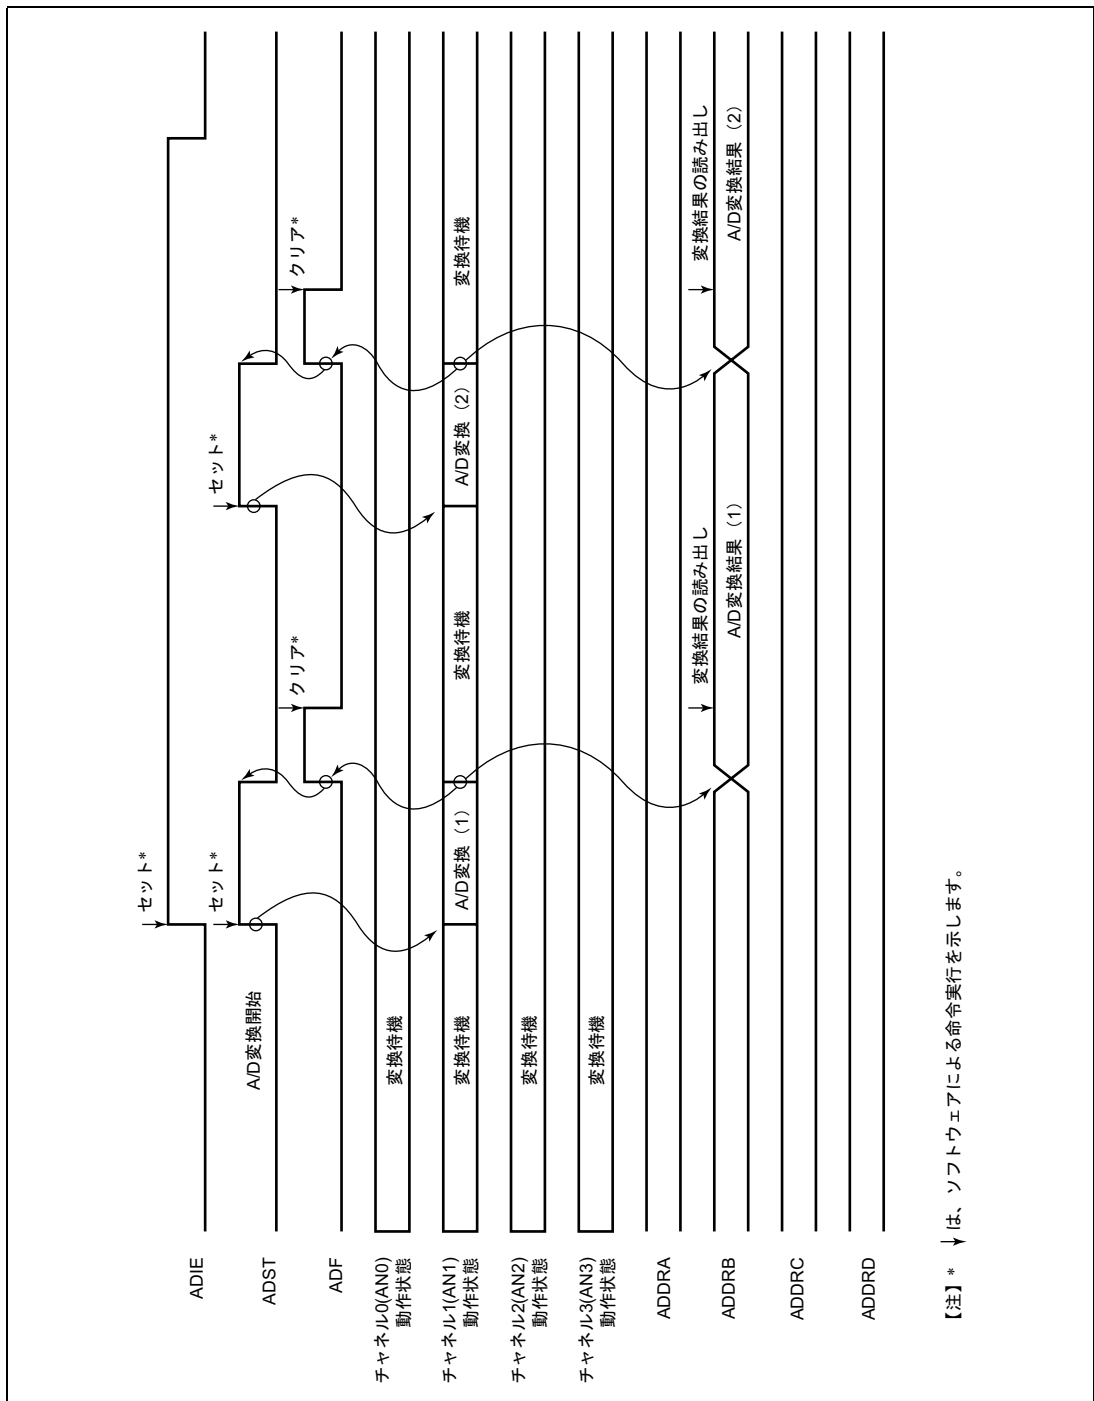 ADIE
セット*
ADST
A/D変換開始
セット*
セット*
ADF
クリア*
クリア*
チャネル0(AN0)
動作状態
変換待機
チャネル1(AN1)
動作状態
変換待機
A/D変換（1）
変換待機
A/D変換（2）
変換待機
チャネル2(AN2)
動作状態
変換待機
チャネル3(AN3)
動作状態
変換待機
ADDRA
変換結果の読み出し
変換結果の読み出し
ADDRB
A/D変換結果（1）
A/D変換結果（2）
ADDRC
ADDRD
【注】* ↓は、ソフトウェアによる命令実行を示します。